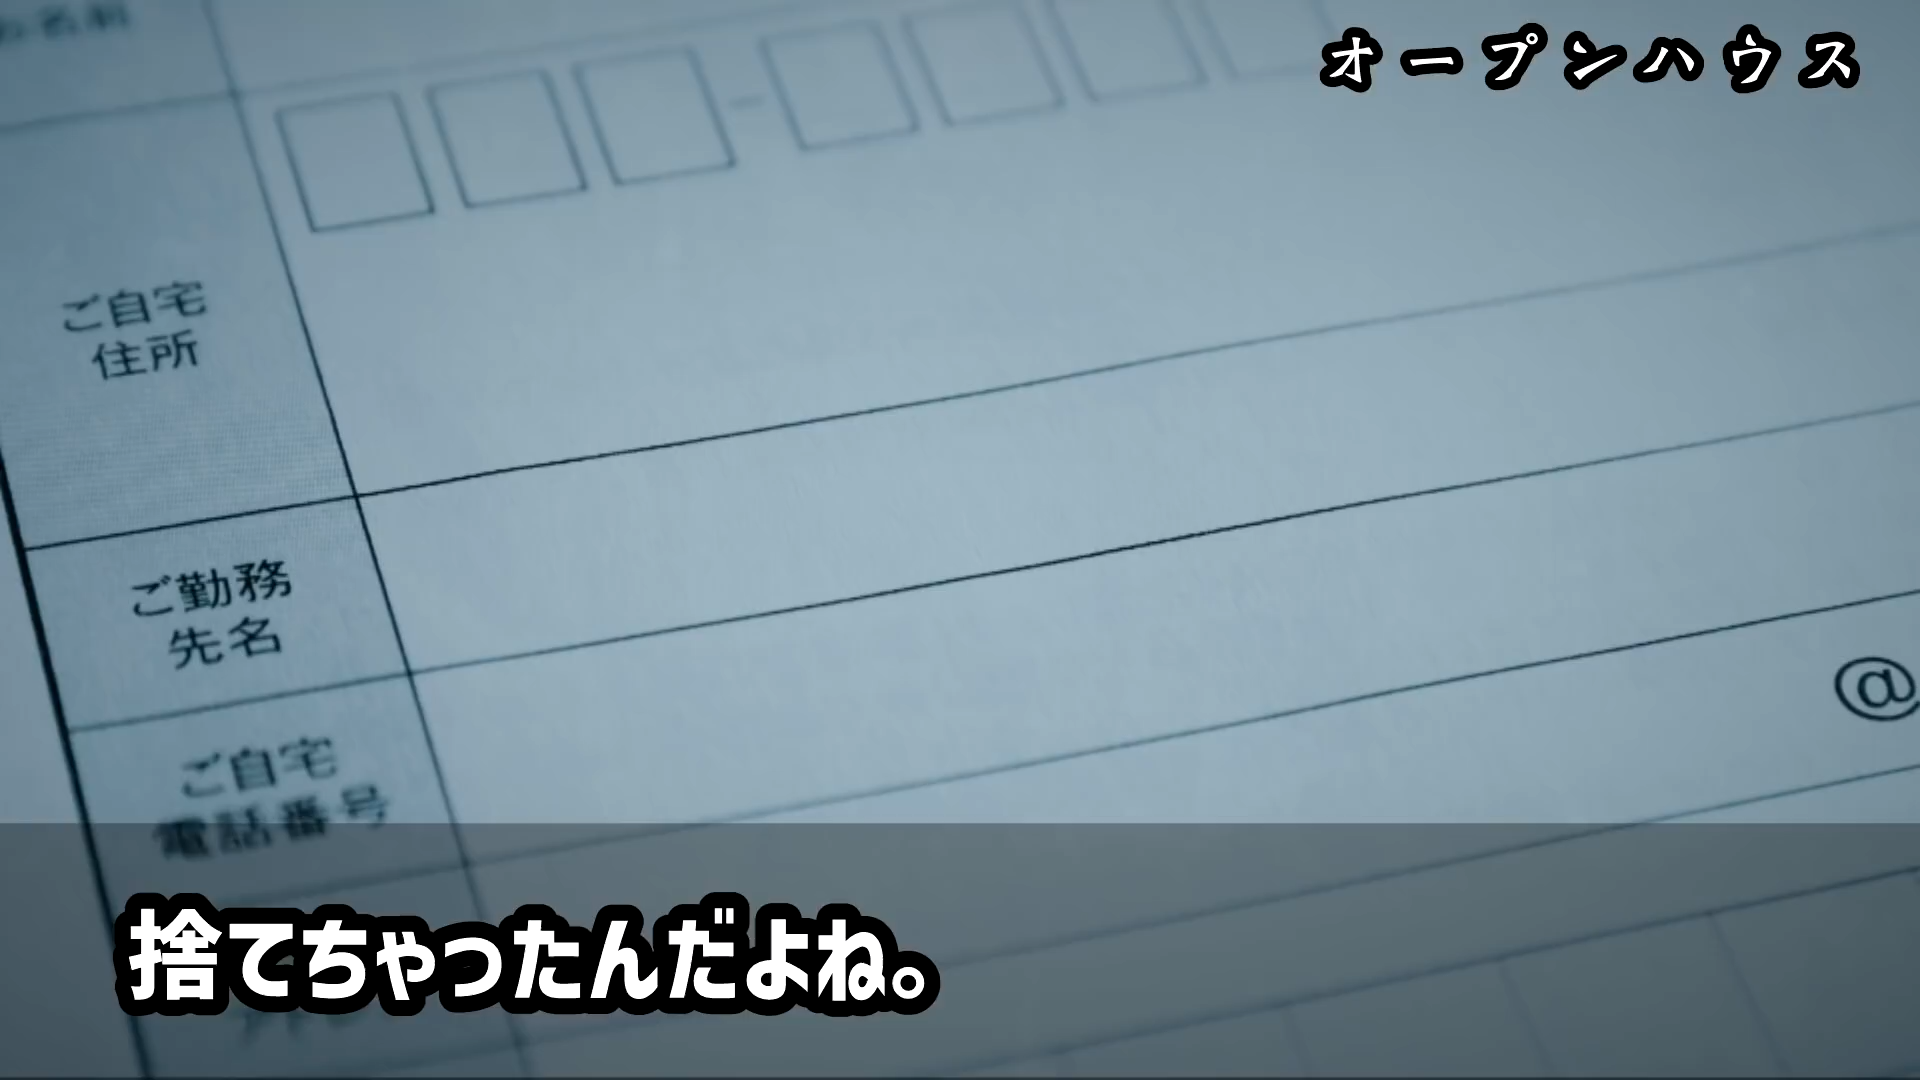 オープンハウス
ご自宅
住所
ご勤務
先名
@
ご自宅
電話番号
捨てちゃったんだよね。